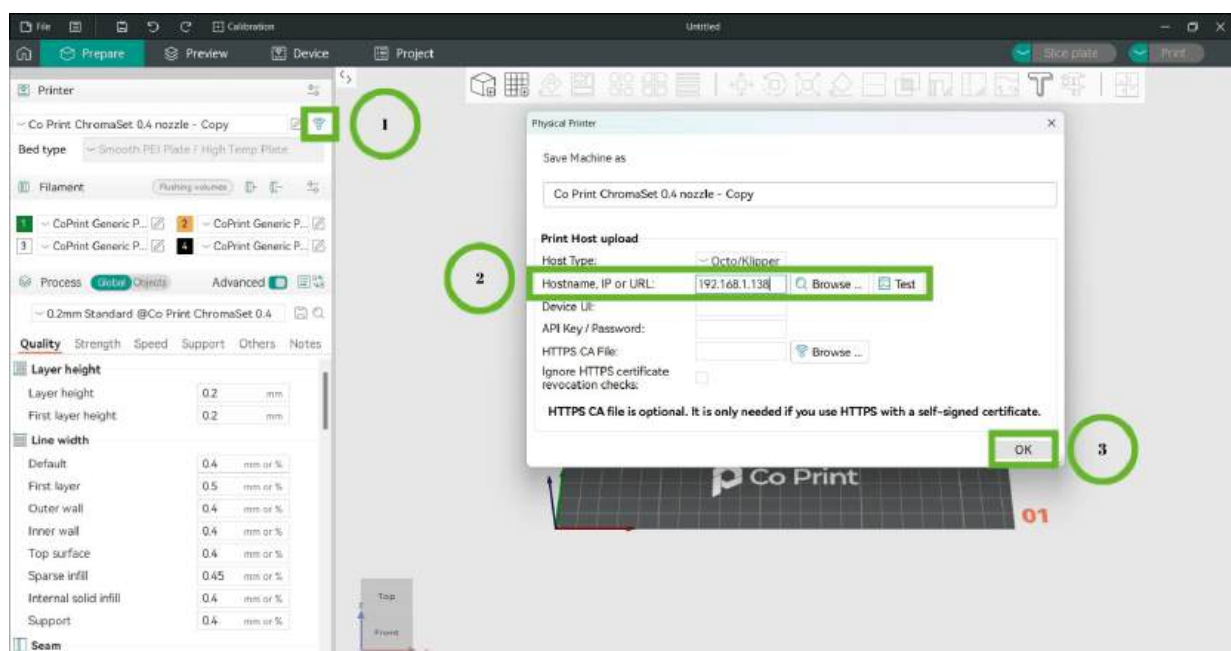 File Calibration Untitled
Prepare Preview Device Project Slice plate Print
Printer
Co Print ChromaSet 0.4 nozzle - Copy
Bed type Smooth PEI Plate / High Temp Plate
Filament Flushing volumes
1 CoPrint Generic P... 2 CoPrint Generic P...
3 CoPrint Generic P... 4 CoPrint Generic P...
Process Global Objects Advanced
0.2mm Standard @Co Print ChromaSet 0.4
Quality Strength Speed Support Others Notes
Layer height
Layer height 0.2 mm
First layer height 0.2 mm
Line width
Default 0.4 mm or %
First layer 0.5 mm or %
Outer wall 0.4 mm or %
Inner wall 0.4 mm or %
Top surface 0.4 mm or %
Sparse infill 0.45 mm or %
Internal solid infill 0.4 mm or %
Support 0.4 mm or %
Seam
1
Physical Printer
Save Machine as
Co Print ChromaSet 0.4 nozzle - Copy
Print Host upload
Host Type: Octo/Klipper
2
Hostname, IP or URL: 192.168.1.138 Browse ... Test
Device UI:
API Key / Password:
HTTPS CA File: Browse ...
Ignore HTTPS certificate
revocation checks:
HTTPS CA file is optional. It is only needed if you use HTTPS with a self-signed certificate.
OK
3
Co Print
01
Top
Front